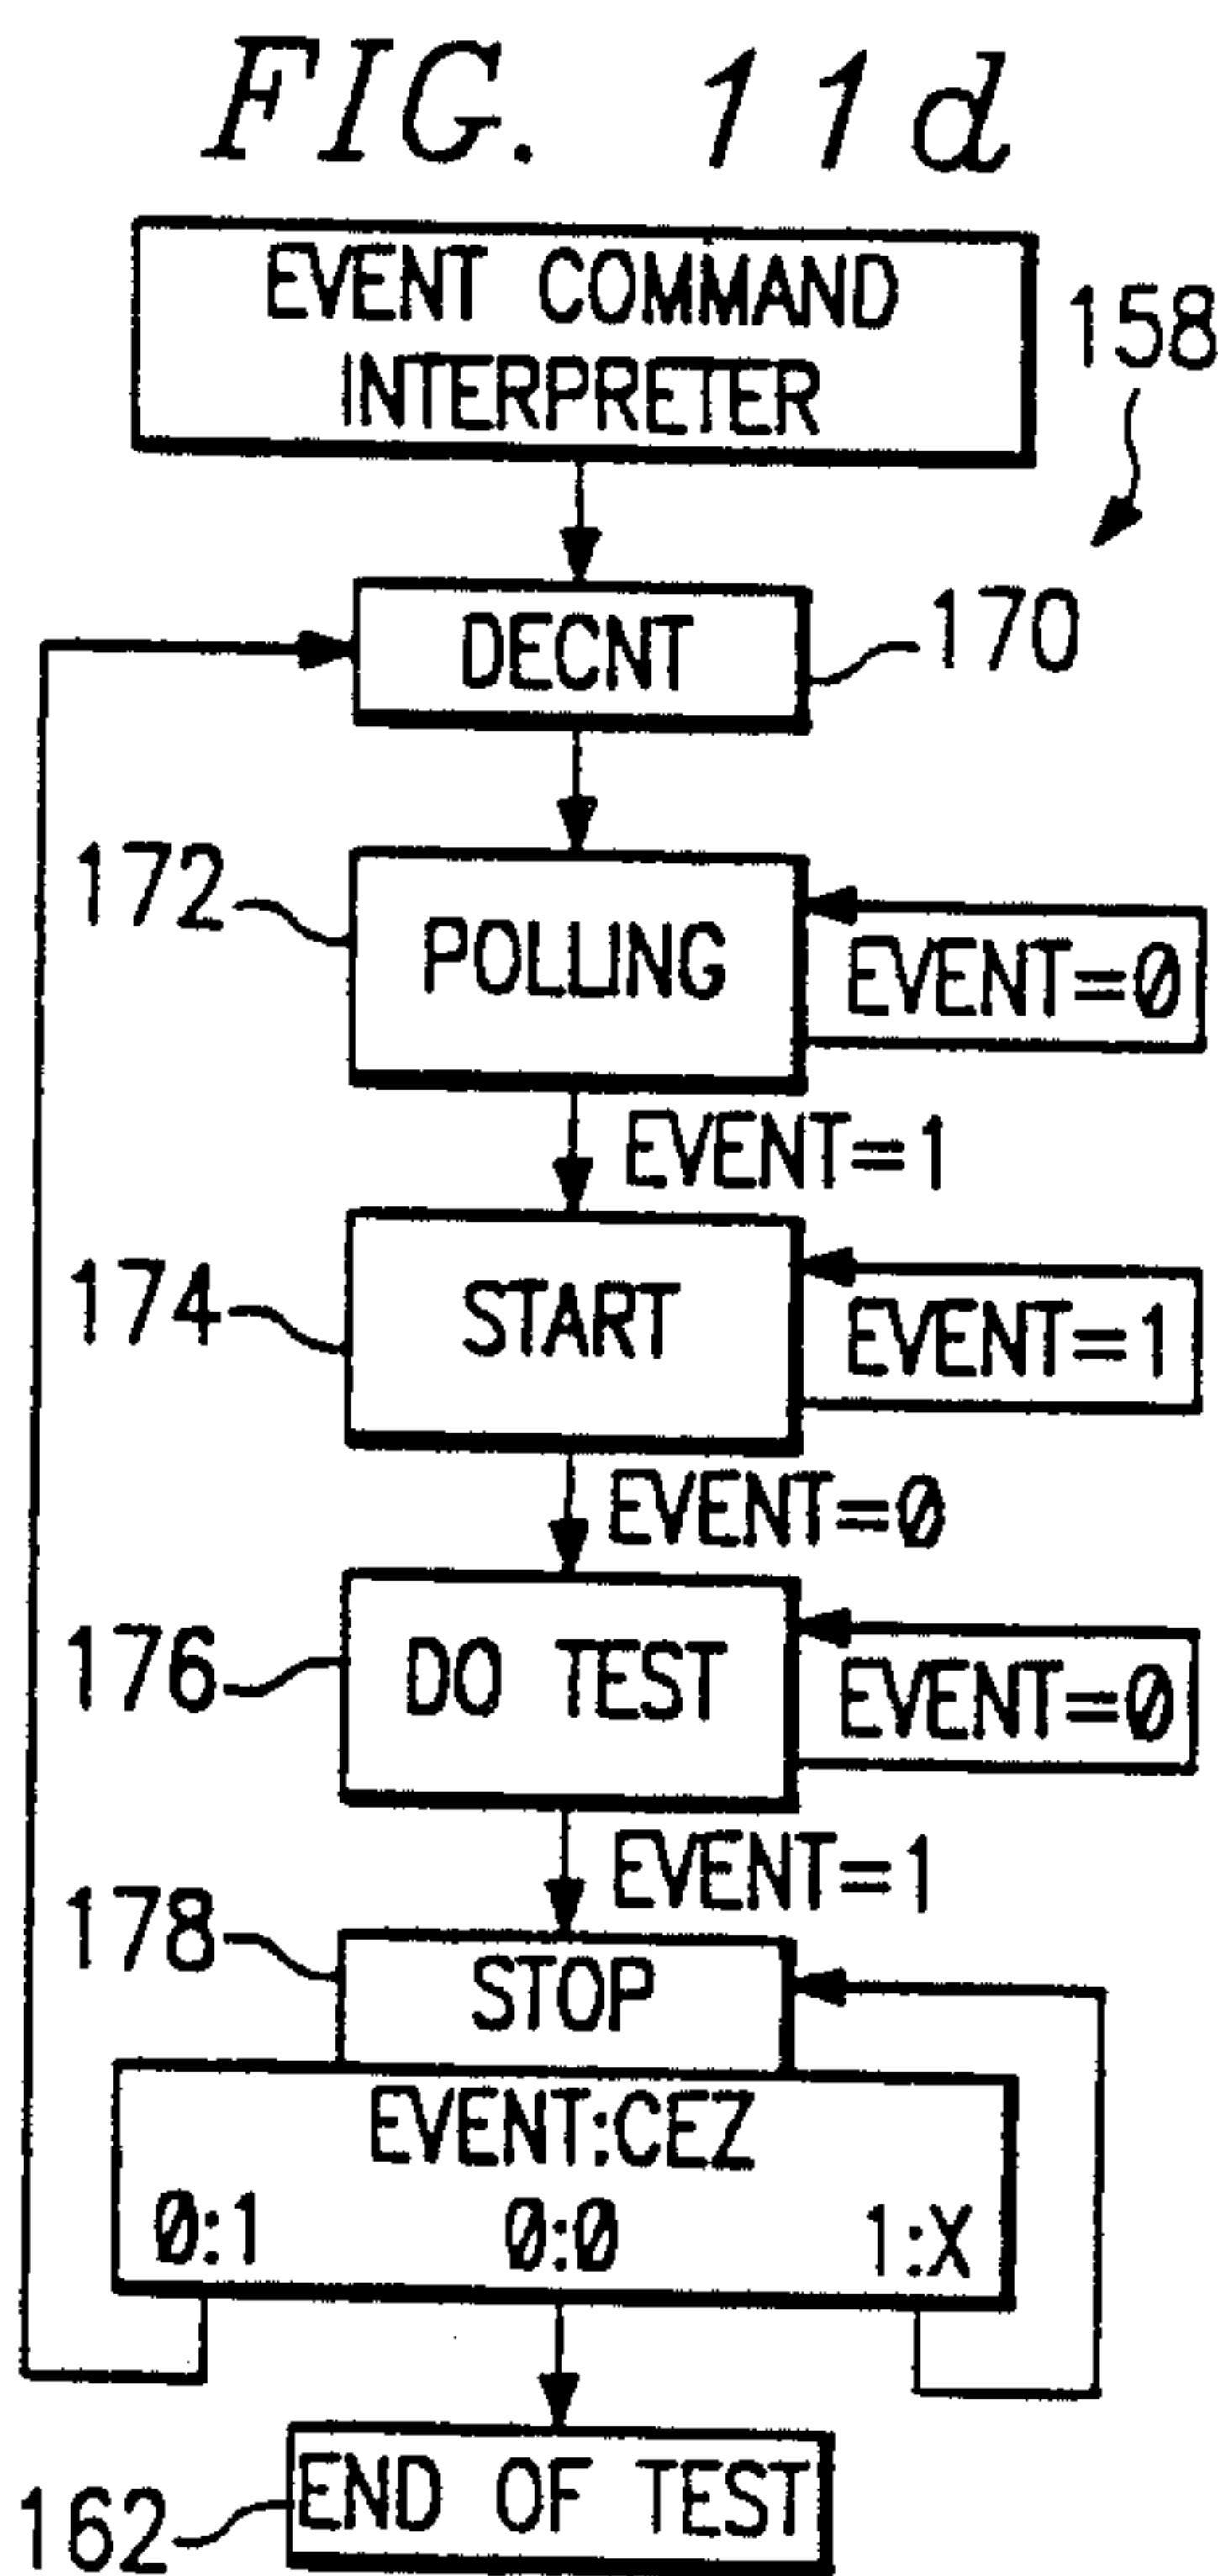 FIG. 11d
EVENT COMMAND
INTERPRETER
158
DECNT
170
172
POLLING
EVENT=0
EVENT=1
174
START
EVENT=1
EVENT=0
176
DO TEST
EVENT=0
EVENT=1
178
STOP
EVENT:CEZ
0:1 0:0 1:X
END OF TEST
162